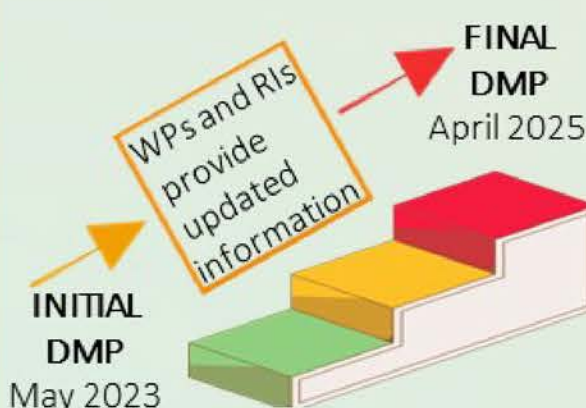 INITIAL
DMP
May 2023
WPs and RIs
provide
updated
information
FINAL
DMP
April 2025